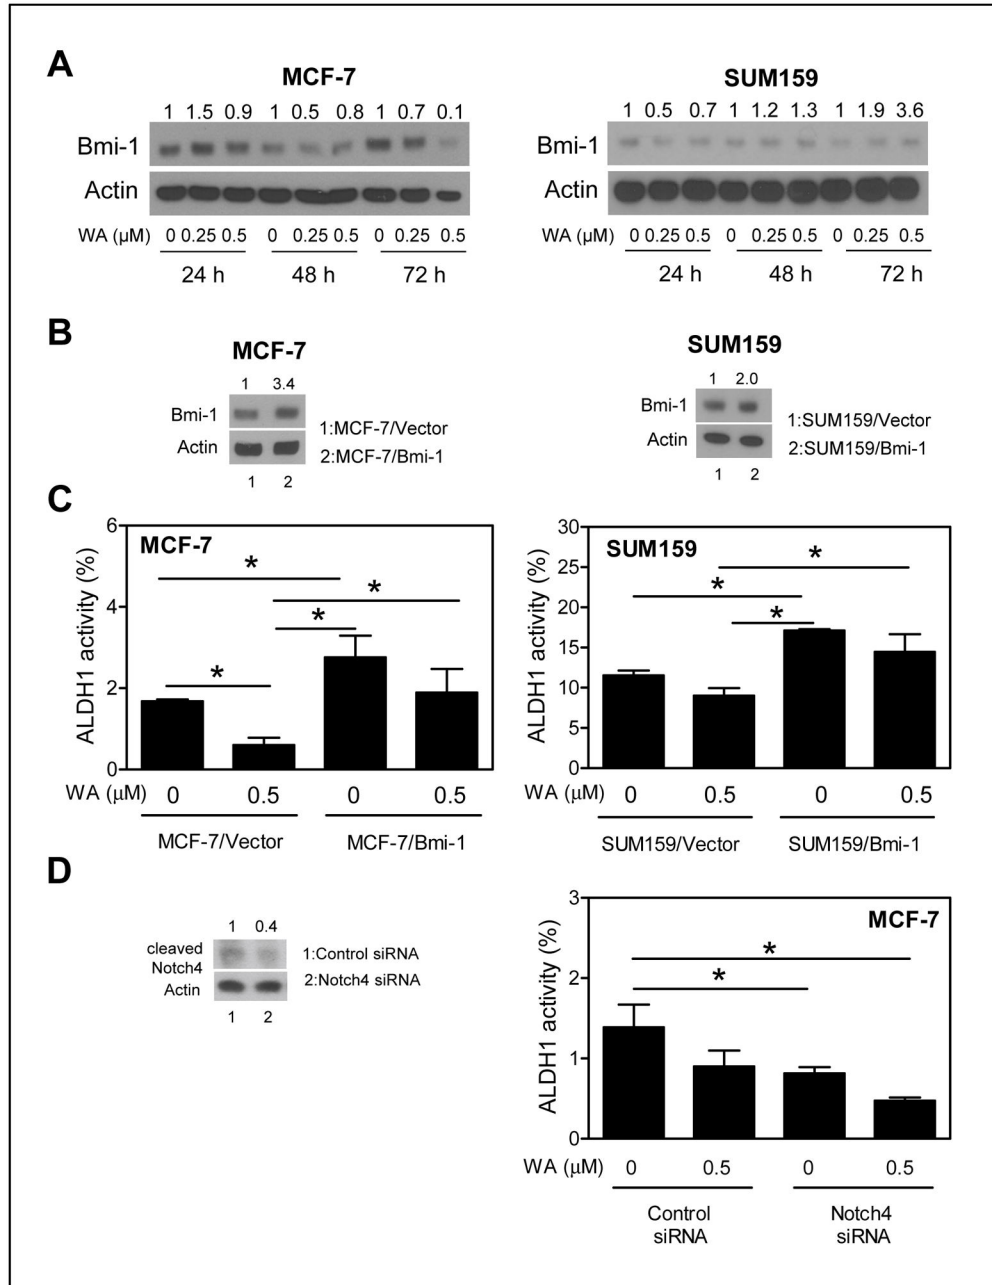 A
MCF-7
1 1.5 0.9 1 0.5 0.8 1 0.7 0.1
Bmi-1
Actin
WA (µM) 0 0.25 0.5 0 0.25 0.5 0 0.25 0.5
24 h 48 h 72 h
SUM159
1 0.5 0.7 1 1.2 1.3 1 1.9 3.6
Bmi-1
Actin
WA (µM) 0 0.25 0.5 0 0.25 0.5 0 0.25 0.5
24 h 48 h 72 h
B
MCF-7
1 3.4
Bmi-1
Actin
1 2
1:MCF-7/Vector
2:MCF-7/Bmi-1
SUM159
1 2.0
Bmi-1
Actin
1 2
1:SUM159/Vector
2:SUM159/Bmi-1
C
MCF-7
ALDH1 activity (%)
6
4
2
0
* * * *
WA (µM) 0 0.5 0 0.5
MCF-7/Vector MCF-7/Bmi-1
SUM159
ALDH1 activity (%)
30
25
20
15
10
5
0
* * *
WA (µM) 0 0.5 0 0.5
SUM159/Vector SUM159/Bmi-1
D
1 0.4
cleaved
Notch4
Actin
1 2
1:Control siRNA
2:Notch4 siRNA
MCF-7
ALDH1 activity (%)
3
2
1
0
* *
WA (µM) 0 0.5 0 0.5
Control Notch4
siRNA siRNA